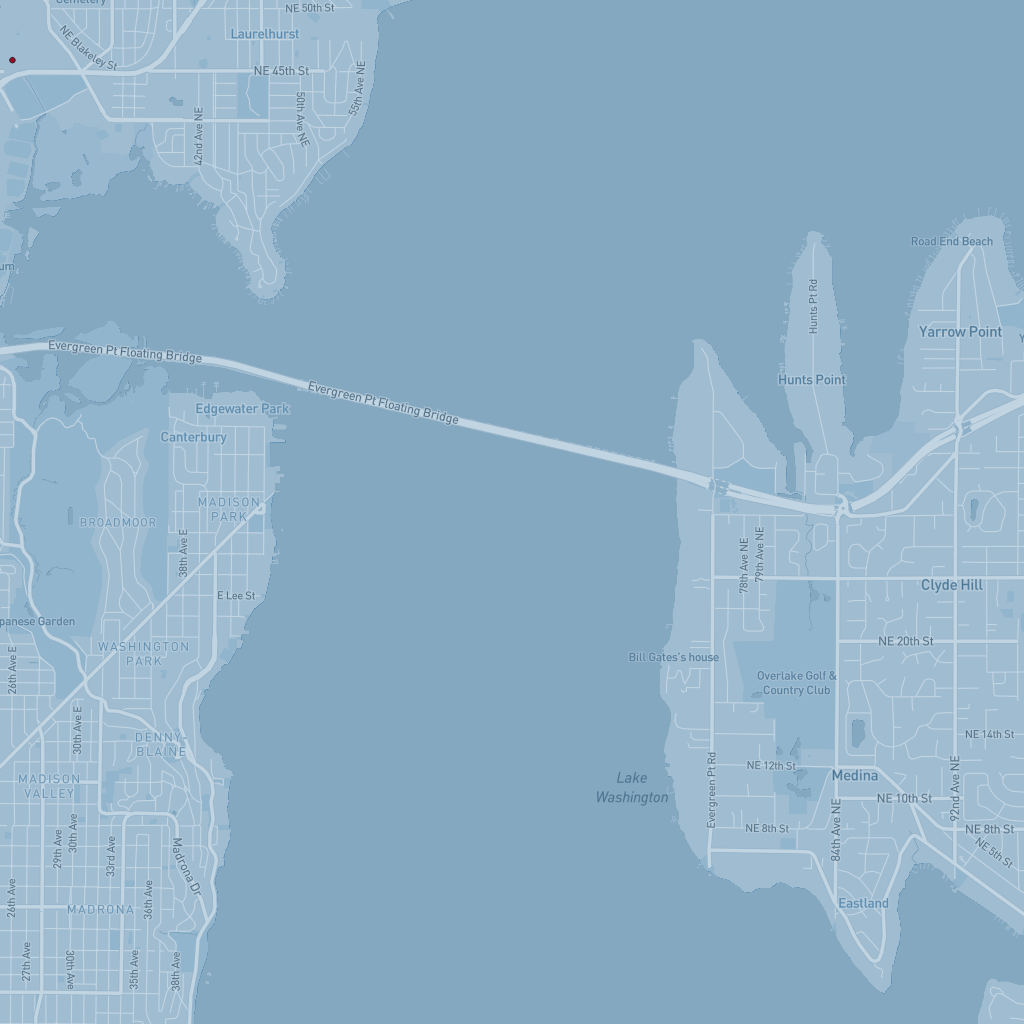 Cemetery
NE 50th St
Laurelhurst
NE Blakeley St
NE 45th St
50th Ave NE
55th Ave NE
42nd Ave NE
um
Evergreen Pt Floating Bridge
Evergreen Pt Floating Bridge
Road End Beach
Hunts Pt Rd
Yarrow Point
Y
Hunts Point
Edgewater Park
Canterbury
MADISON
PARK
BROADMOOR
38th Ave E
78th Ave NE
79th Ave NE
Clyde Hill
E Lee St
panese Garden
WASHINGTON
PARK
26th Ave E
NE 20th St
Bill Gates's house
Overlake Golf &
Country Club
30th Ave E
DENNY-
BLAINE
NE 14th St
MADISON
VALLEY
Lake
Washington
NE 12th St
Medina
Evergreen Pt Rd
NE 10th St
92nd Ave NE
29th Ave
30th Ave
33rd Ave
Madrona Dr
NE 8th St
84th Ave NE
NE 8th St
NE 5th St
26th Ave
36th Ave
MADRONA
Eastland
27th Ave
30th Ave
35th Ave
38th Ave